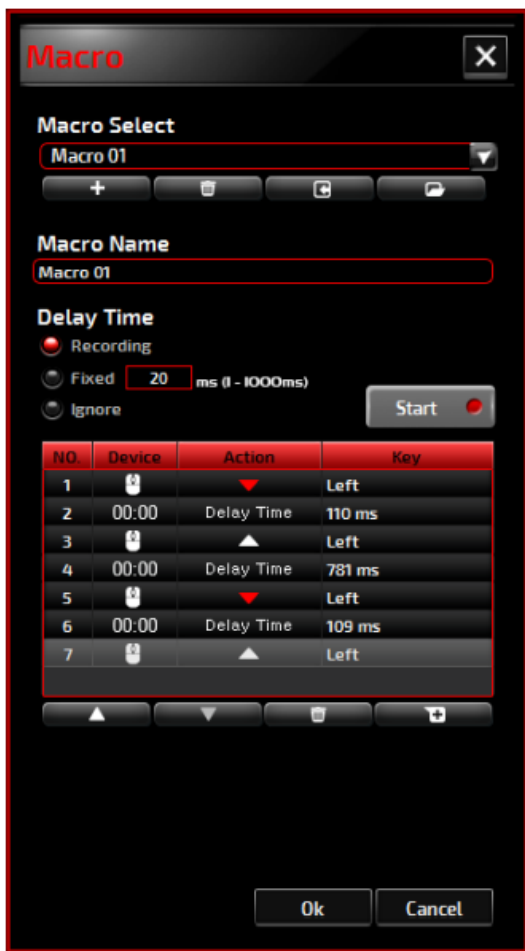 Macro
Macro Select
Macro 01
Macro Name
Macro 01
Delay Time
Recording
Fixed 20 ms (1 - 1000ms)
Ignore
Start
NO. Device Action Key
1 Left
2 00:00 Delay Time 110 ms
3 Left
4 00:00 Delay Time 781 ms
5 Left
6 00:00 Delay Time 109 ms
7 Left
Ok Cancel